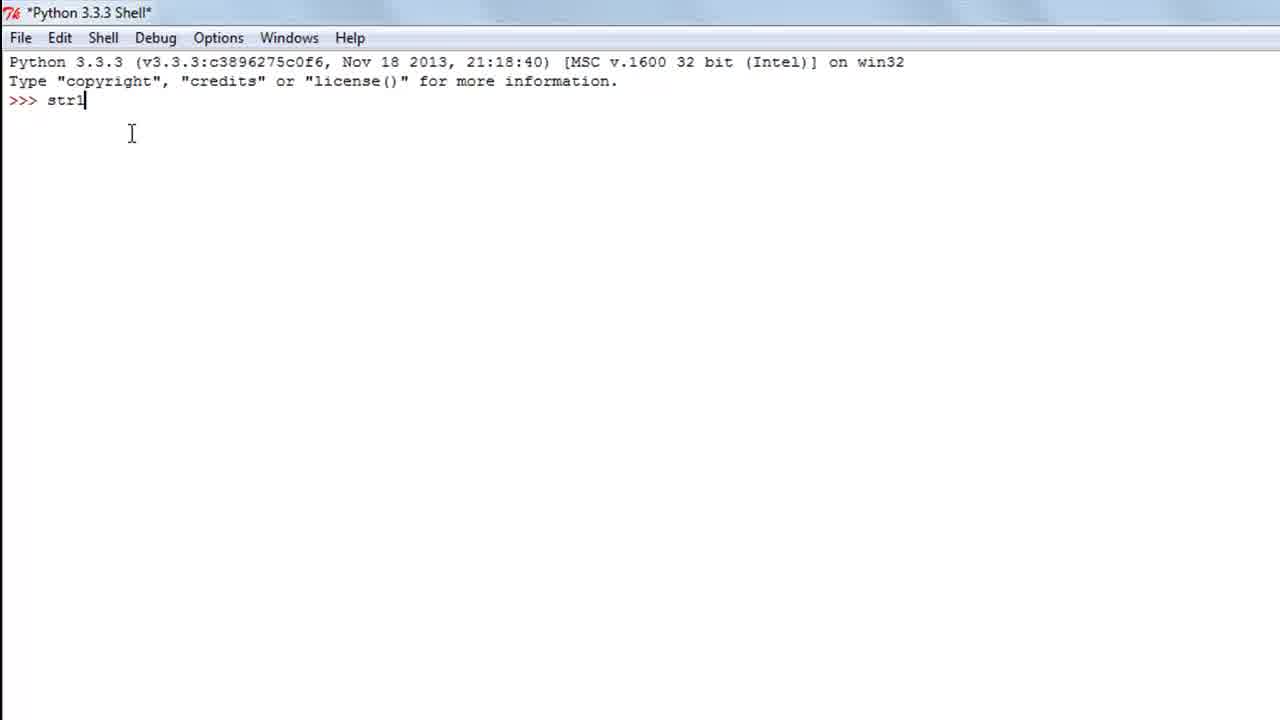 *Python 3.3.3 Shell*
File Edit Shell Debug Options Windows Help
Python 3.3.3 (v3.3.3:c3896275c0f6, Nov 18 2013, 21:18:40) [MSC v.1600 32 bit (Intel)] on win32
Type "copyright", "credits" or "license()" for more information.
>>> str1